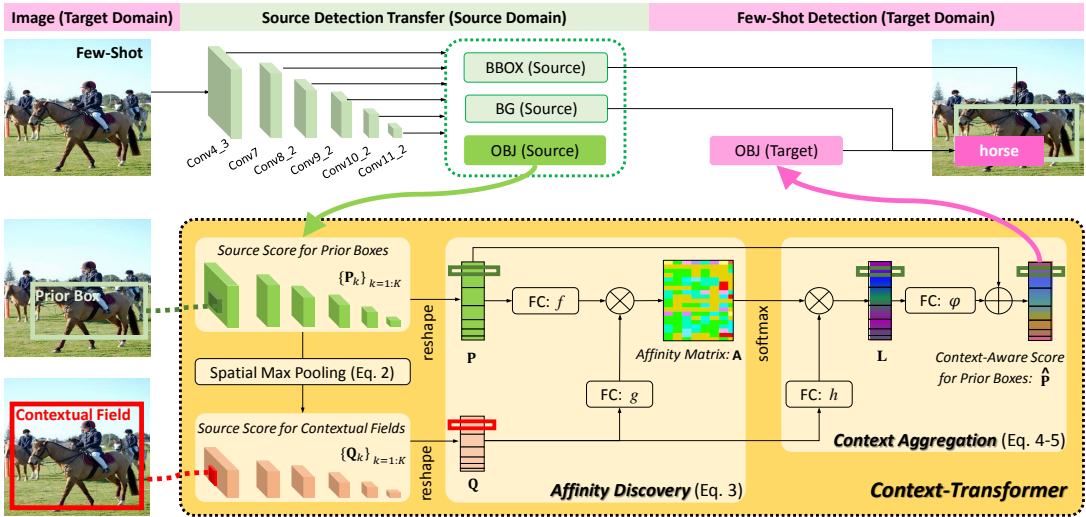 Image (Target Domain)
Source Detection Transfer (Source Domain)
Few-Shot Detection (Target Domain)
Few-Shot
Conv4_3
Conv7
Conv8_2
Conv9_2
Conv10_2
Conv11_2
BBOX (Source)
BG (Source)
OBJ (Source)
OBJ (Target)
horse
Prior Box
Contextual Field
Source Score for Prior Boxes
{P_k} k=1:K
Spatial Max Pooling (Eq. 2)
Source Score for Contextual Fields
{Q_k} k=1:K
reshape
reshape
P
FC: f
Affinity Matrix: A
FC: g
Q
Affinity Discovery (Eq. 3)
softmax
L
FC: φ
FC: h
Context-Aware Score
for Prior Boxes: P̂
Context Aggregation (Eq. 4-5)
Context-Transformer